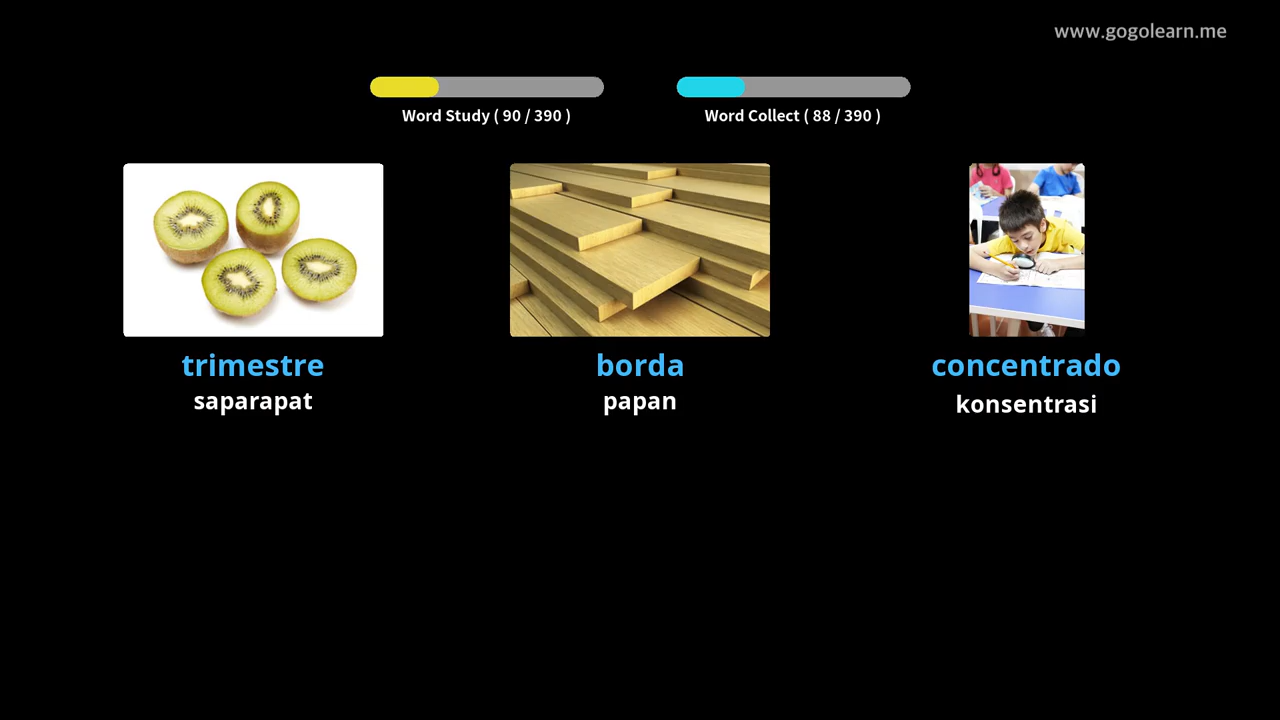 www.gogolearn.me
Word Study ( 90 / 390 )
Word Collect ( 88 / 390 )
trimestre
saparapat
borda
papan
concentrado
konsentrasi